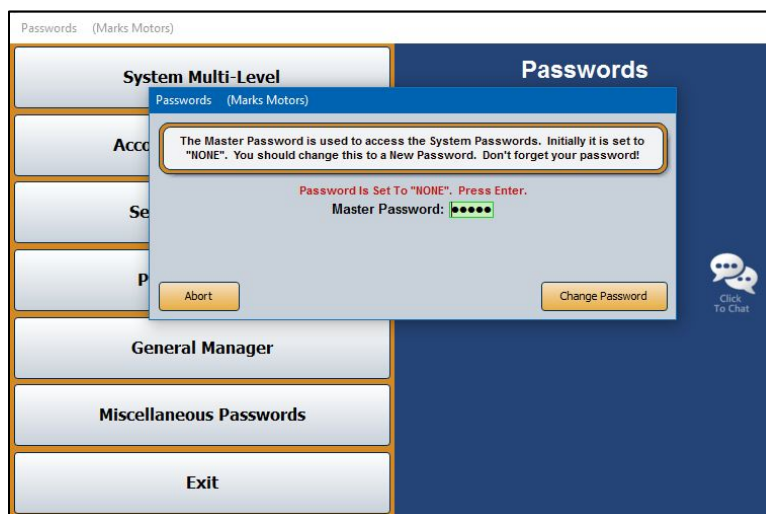 Passwords (Marks Motors)
System Multi-Level
Passwords
Passwords (Marks Motors)
The Master Password is used to access the System Passwords. Initially it is set to
"NONE". You should change this to a New Password. Don't forget your password!
Password Is Set To "NONE". Press Enter.
Master Password:
Abort
Change Password
Click
To Chat
General Manager
Miscellaneous Passwords
Exit